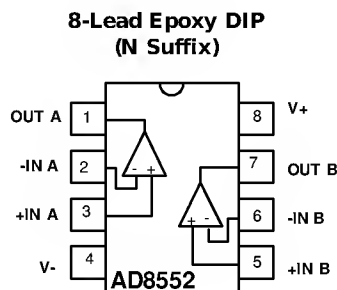 8-Lead Epoxy DIP
(N Suffix)
OUT A 1 8 V+
-IN A 2 7 OUT B
- +
+IN A 3 6 -IN B
+ -
V- 4 5 +IN B
AD8552